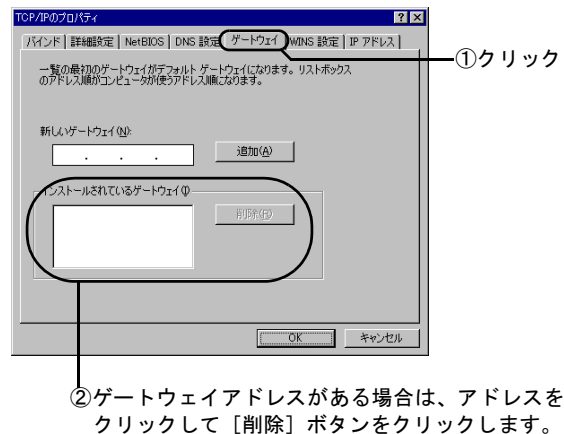 TCP/IPのプロパティ
バインド 詳細設定 NetBIOS DNS 設定 ゲートウェイ WINS 設定 IP アドレス
①クリック
一覧の最初のゲートウェイがデフォルト ゲートウェイになります。リストボックス
のアドレス順がコンピュータが使うアドレス順になります。
新しいゲートウェイ(N):
. . .
追加(A)
インストールされているゲートウェイ(I)
削除(R)
OK キャンセル
②ゲートウェイアドレスがある場合は、アドレスを
クリックして[削除]ボタンをクリックします。